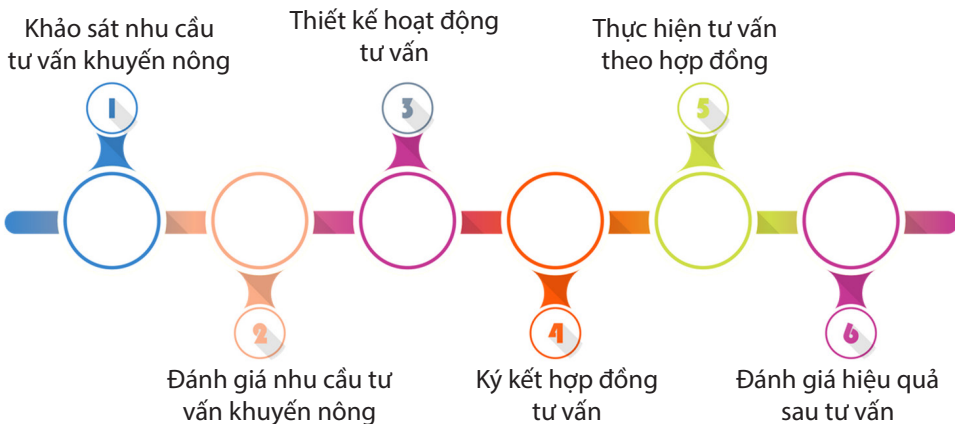 Khảo sát nhu cầu
tư vấn khuyến nông
1
Đánh giá nhu cầu tư
vấn khuyến nông
2
Thiết kế hoạt động
tư vấn
3
Ký kết hợp đồng
tư vấn
4
Thực hiện tư vấn
theo hợp đồng
5
Đánh giá hiệu quả
sau tư vấn
6